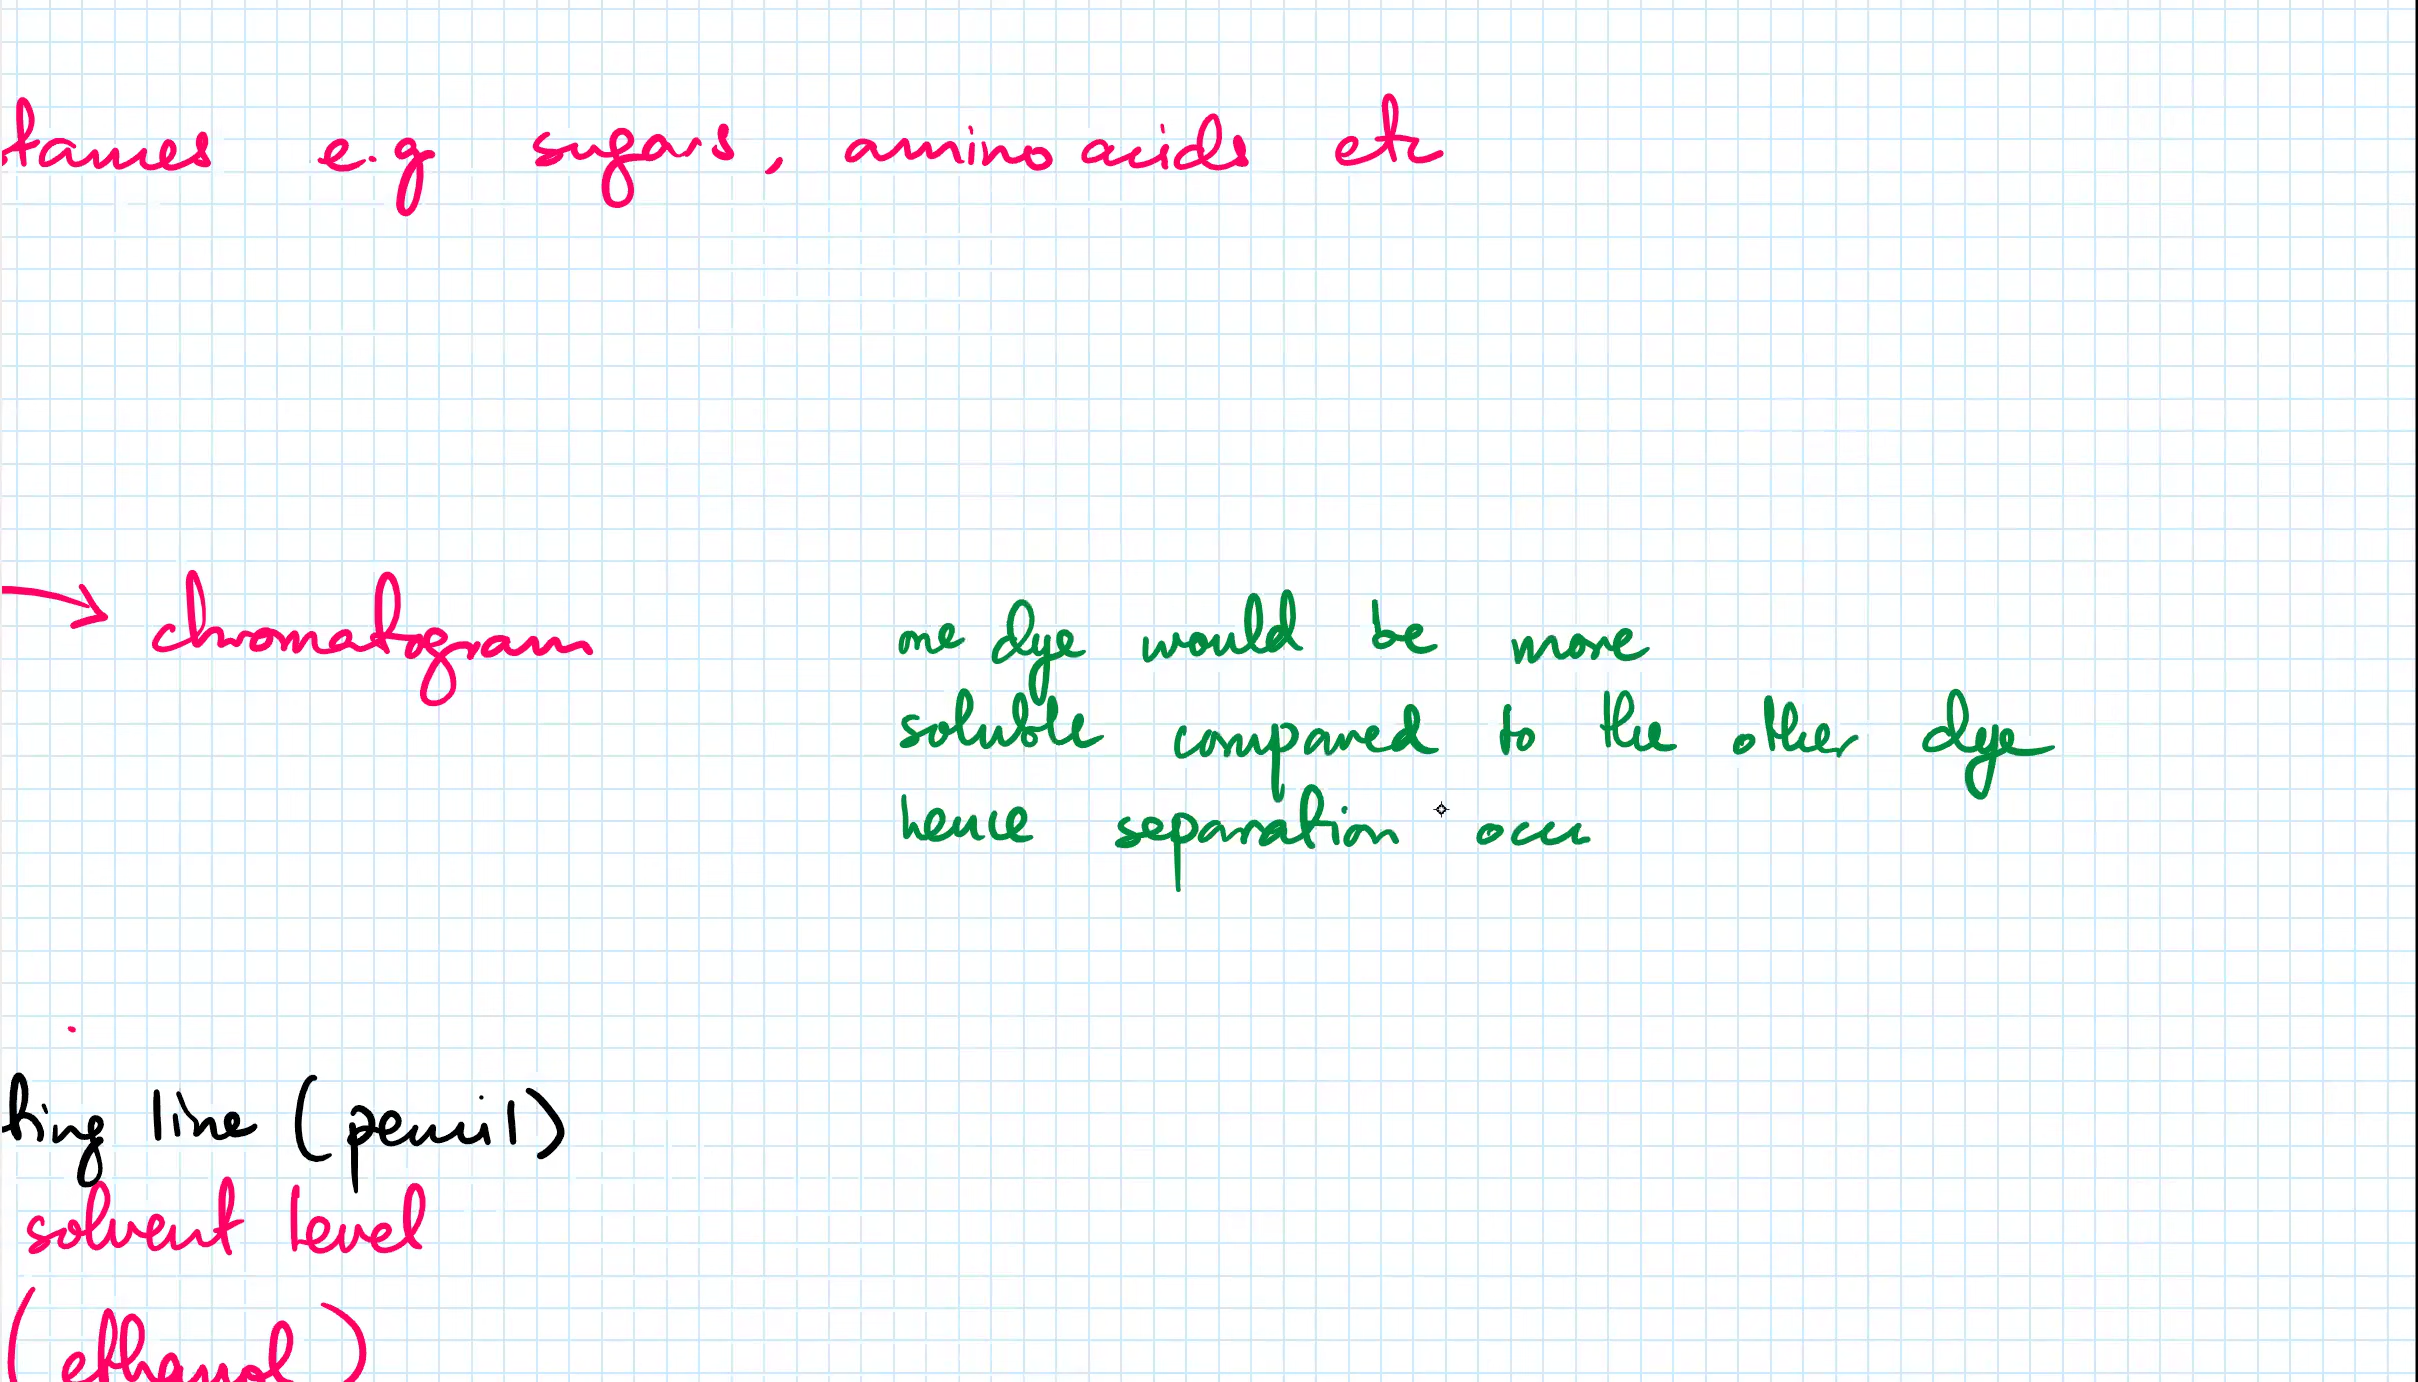 tances e.g sugars, amino acids etc
chromatogram
one dye would be more
soluble compared to the other dye
hence separation occu
line (pencil)
solvent level
(ethanol)